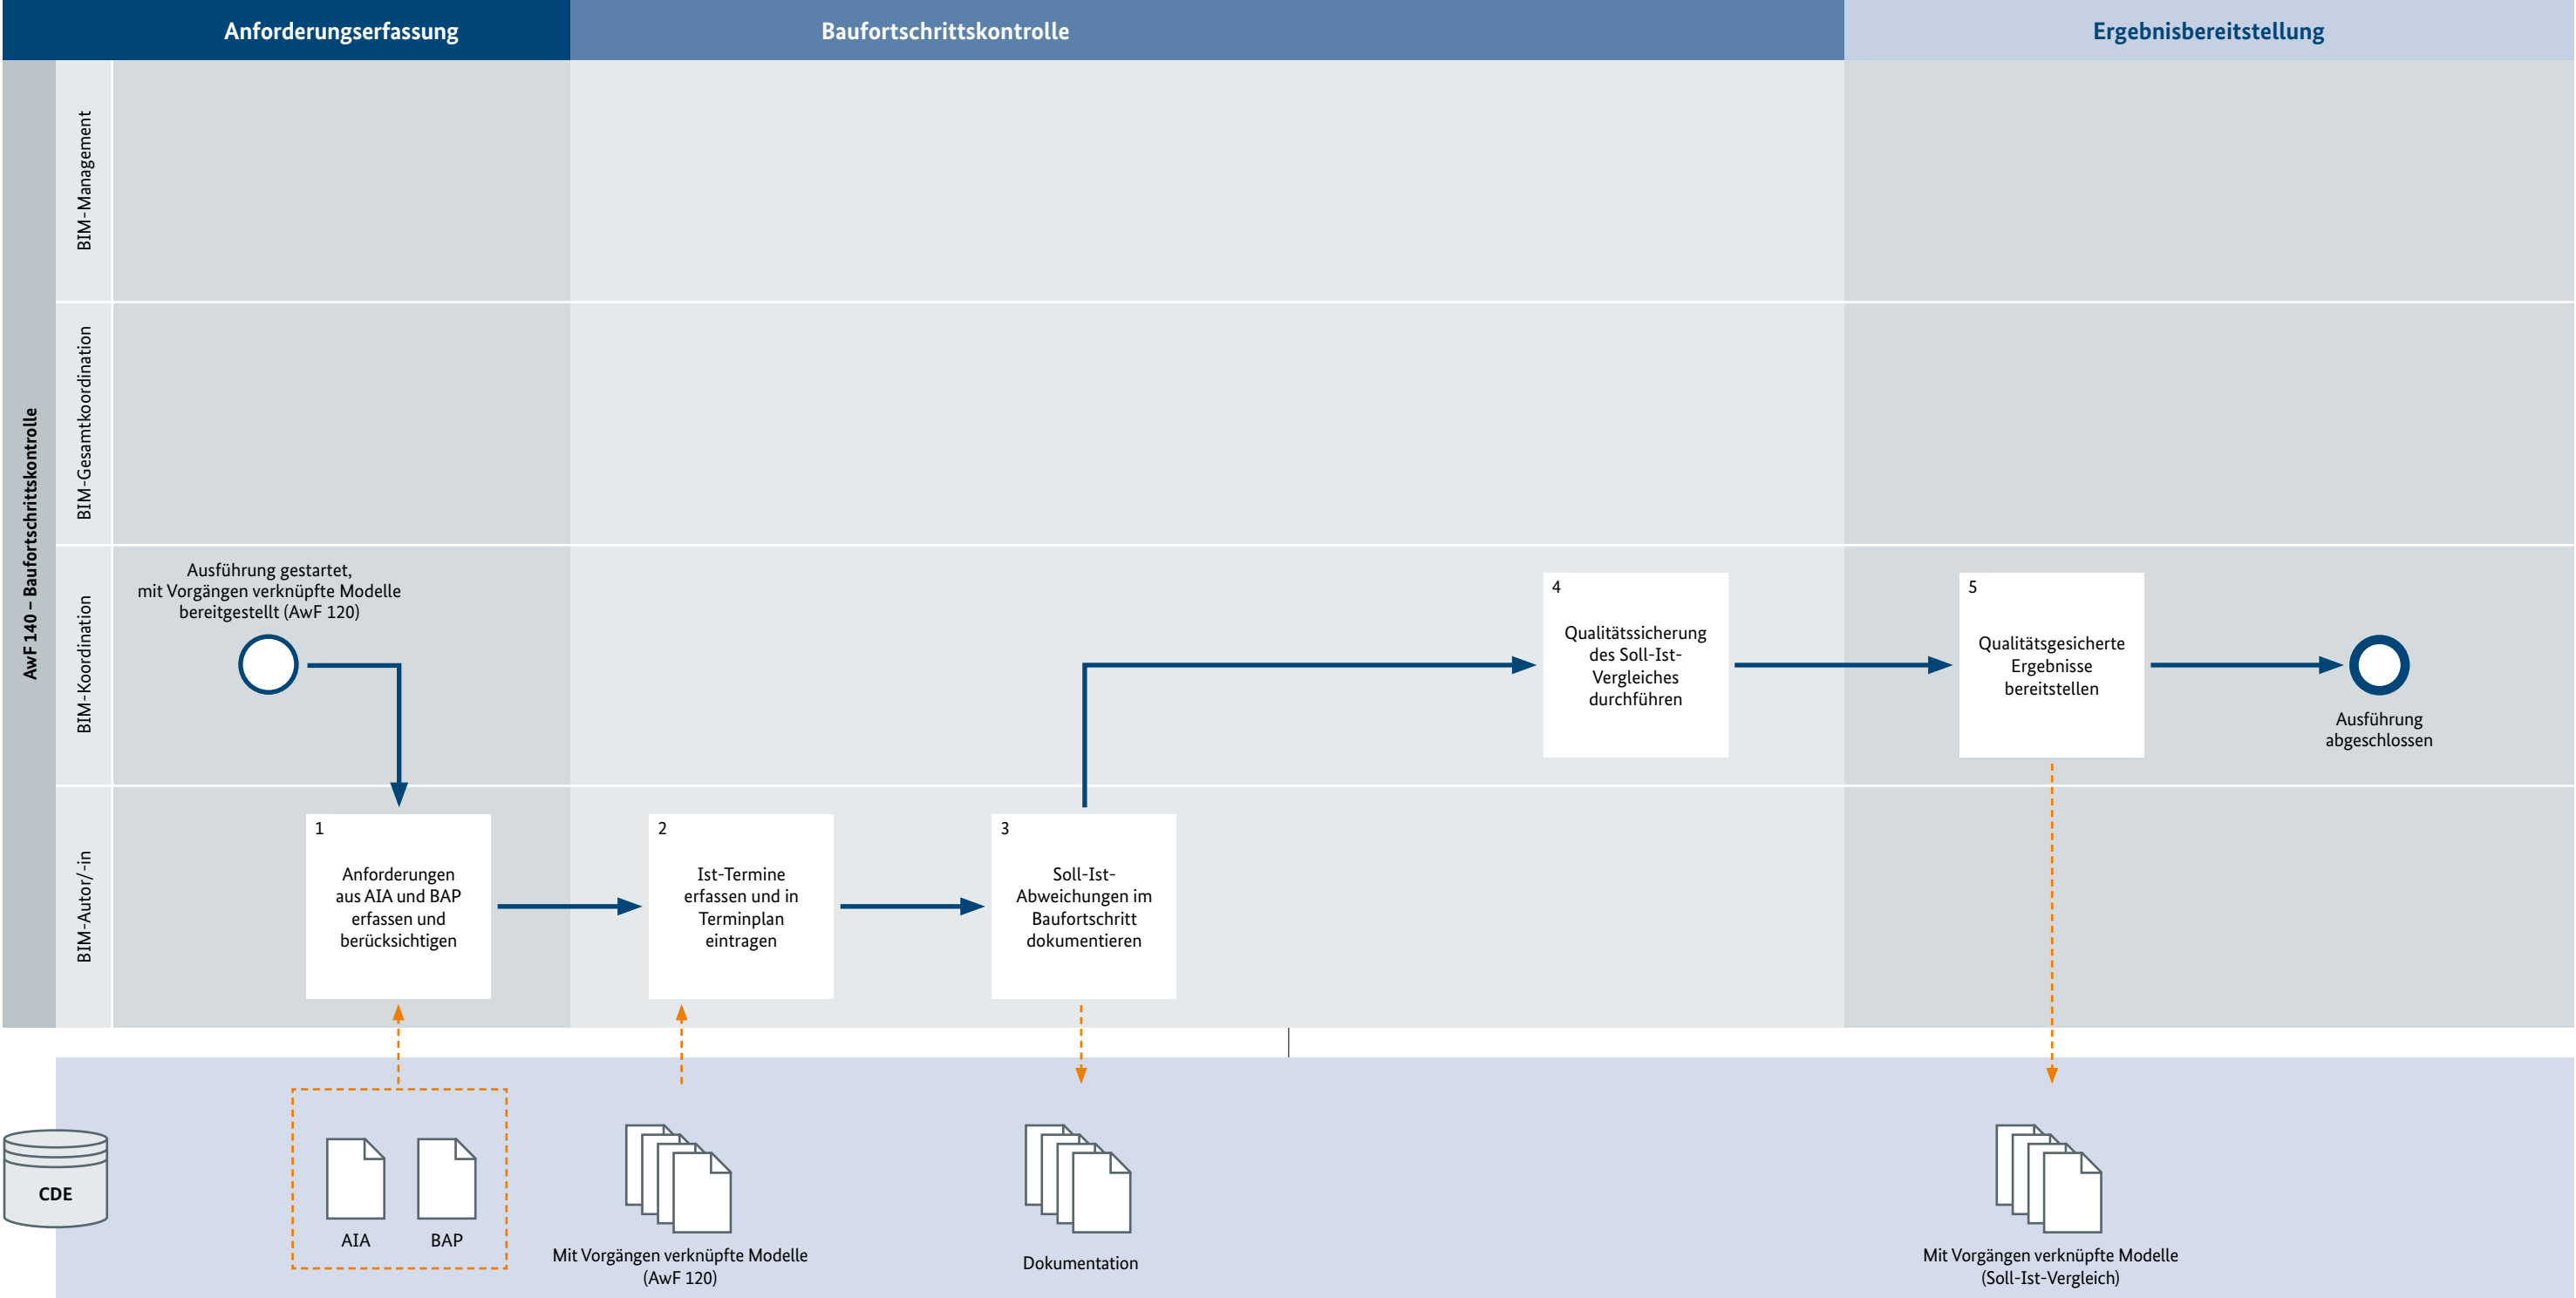 Anforderungserfassung
Baufortschrittskontrolle
Ergebnisbereitstellung
AwF 140 – Baufortschrittskontrolle
BIM-Management
BIM-Gesamtkoordination
BIM-Koordination
Ausführung gestartet,
mit Vorgängen verknüpfte Modelle
bereitgestellt (AwF 120)
4
Qualitätssicherung
des Soll-Ist-
Vergleiches
durchführen
5
Qualitätsgesicherte
Ergebnisse
bereitstellen
Ausführung
abgeschlossen
BIM-Autor/-in
1
Anforderungen
aus AIA und BAP
erfassen und
berücksichtigen
2
Ist-Termine
erfassen und in
Terminplan
eintragen
3
Soll-Ist-
Abweichungen im
Baufortschritt
dokumentieren
CDE
AIA
BAP
Mit Vorgängen verknüpfte Modelle
(AwF 120)
Dokumentation
Mit Vorgängen verknüpfte Modelle
(Soll-Ist-Vergleich)